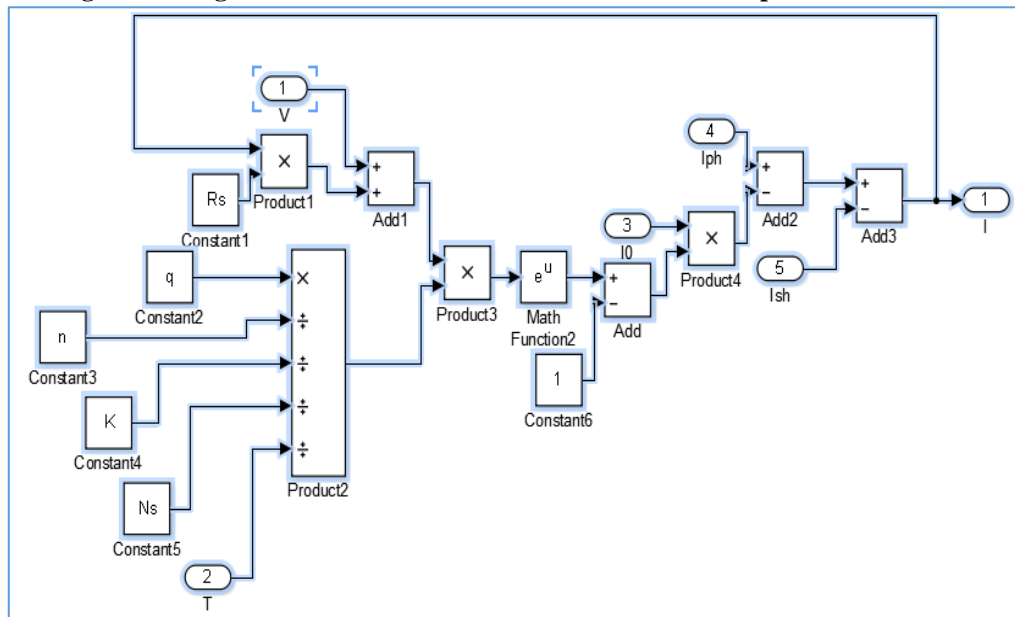 1
V
×
Product1
Rs
Constant1
+
+
Add1
4
Iph
+
−
Add2
+
−
Add3
1
I
3
I0
×
Product4
5
Ish
q
Constant2
×
÷
÷
÷
÷
Product2
×
Product3
e^u
Math
Function2
+
−
Add
n
Constant3
1
Constant6
K
Constant4
Ns
Constant5
2
T